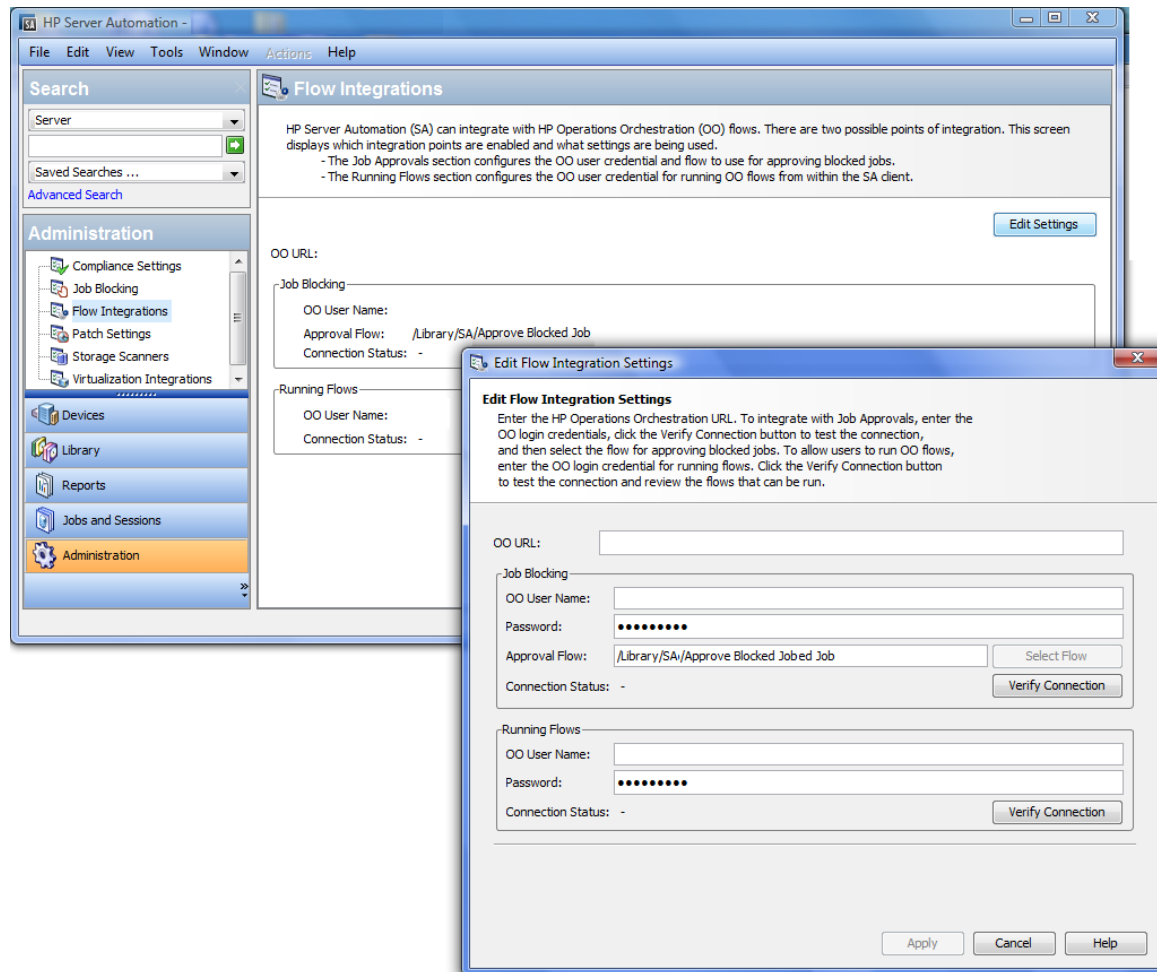 HP Server Automation -
File Edit View Tools Window Actions Help
Search
Server
Saved Searches ...
Advanced Search
Administration
Compliance Settings
Job Blocking
Flow Integrations
Patch Settings
Storage Scanners
Virtualization Integrations
Devices
Library
Reports
Jobs and Sessions
Administration
Flow Integrations
HP Server Automation (SA) can integrate with HP Operations Orchestration (OO) flows. There are two possible points of integration. This screen
displays which integration points are enabled and what settings are being used.
- The Job Approvals section configures the OO user credential and flow to use for approving blocked jobs.
- The Running Flows section configures the OO user credential for running OO flows from within the SA client.
Edit Settings
OO URL:
Job Blocking
OO User Name:
Approval Flow: /Library/SA/Approve Blocked Job
Connection Status: -
Running Flows
OO User Name:
Connection Status: -
Edit Flow Integration Settings
Edit Flow Integration Settings
Enter the HP Operations Orchestration URL. To integrate with Job Approvals, enter the
OO login credentials, click the Verify Connection button to test the connection,
and then select the flow for approving blocked jobs. To allow users to run OO flows,
enter the OO login credential for running flows. Click the Verify Connection button
to test the connection and review the flows that can be run.
OO URL:
Job Blocking
OO User Name:
Password: •••••••••
Approval Flow: /Library/SA/Approve Blocked Jobed Job Select Flow
Connection Status: - Verify Connection
Running Flows
OO User Name:
Password: •••••••••
Connection Status: - Verify Connection
Apply Cancel Help